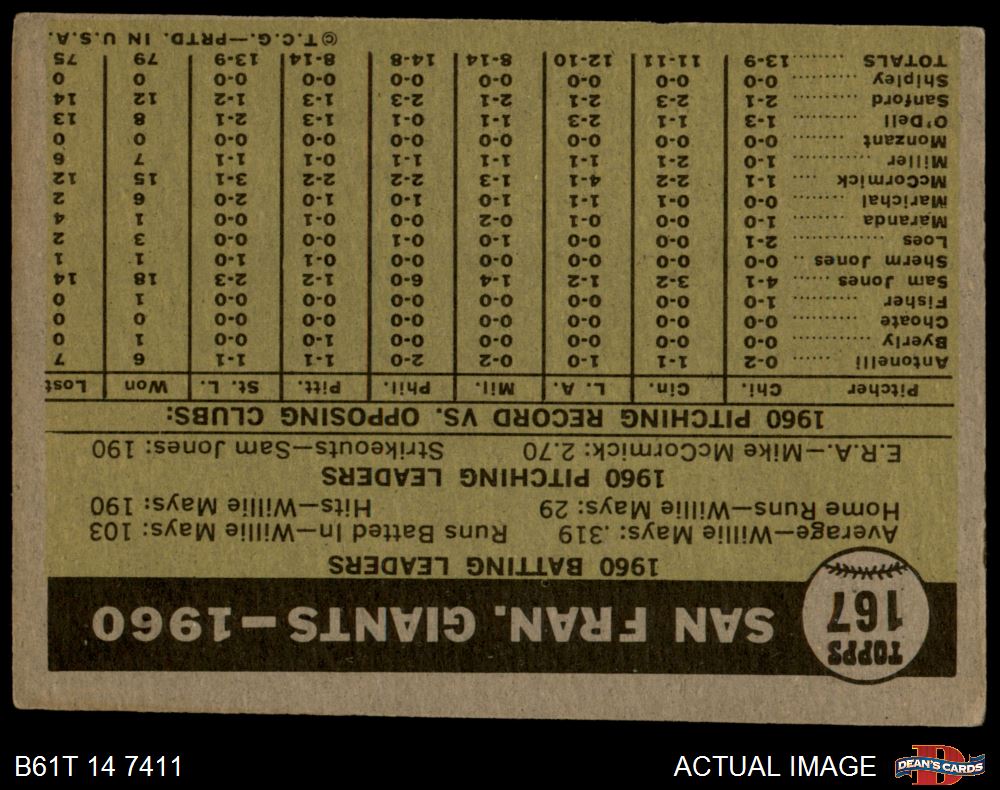 TOPPS
167
SAN FRAN. GIANTS—1960
1960 BATTING LEADERS
Average—Willie Mays: .319 Runs Batted In—Willie Mays: 103
Home Runs—Willie Mays: 29 Hits—Willie Mays: 190
1960 PITCHING LEADERS
E.R.A.—Mike McCormick: 2.70 Strikeouts—Sam Jones: 190
1960 PITCHING RECORD VS. OPPOSING CLUBS:
Pitcher Chi. Cin. L. A. Mil. Phil. Pitt. St. L. Won Lost
Antonelli ...... 0-2 1-1 1-0 0-2 2-0 1-1 1-1 6 7
Byerly .......... 0-0 0-0 0-0 0-0 0-0 0-0 0-0 1 0
Choate ......... 0-0 0-0 0-0 0-0 0-0 0-0 0-0 0 0
Fisher .......... 1-0 0-0 0-0 0-0 0-0 0-0 0-0 1 0
Sam Jones ..... 4-1 3-2 1-2 1-4 6-0 1-2 2-3 18 14
Sherm Jones .. 0-0 0-0 0-0 0-0 0-0 0-0 0-0 1 1
Loes ............ 2-1 0-0 0-0 1-0 0-1 0-0 0-0 3 2
Maranda ....... 1-0 0-1 0-0 0-2 0-0 0-1 0-0 1 4
Marichal ....... 0-0 1-0 1-1 0-1 1-0 1-0 2-0 6 2
McCormick .... 1-1 2-2 4-1 1-3 2-2 2-2 3-1 15 12
Miller .......... 1-0 2-1 1-1 1-1 1-1 0-1 1-1 7 6
Monzant ....... 0-0 0-0 0-0 0-0 0-0 0-0 0-0 0 0
O'Dell .......... 1-3 1-1 2-3 1-1 0-1 1-3 2-1 8 13
Sanford ........ 2-1 2-3 2-1 2-1 2-3 1-3 1-2 12 14
Shipley ......... 0-0 0-0 0-0 0-0 0-0 0-0 0-0 0 0
TOTALS ....... 13-9 11-11 12-10 8-14 14-8 8-14 13-9 79 75
© T.C.G.—PRTD. IN U.S.A.
B61T 14 7411
ACTUAL IMAGE
D
DEAN'S CARDS